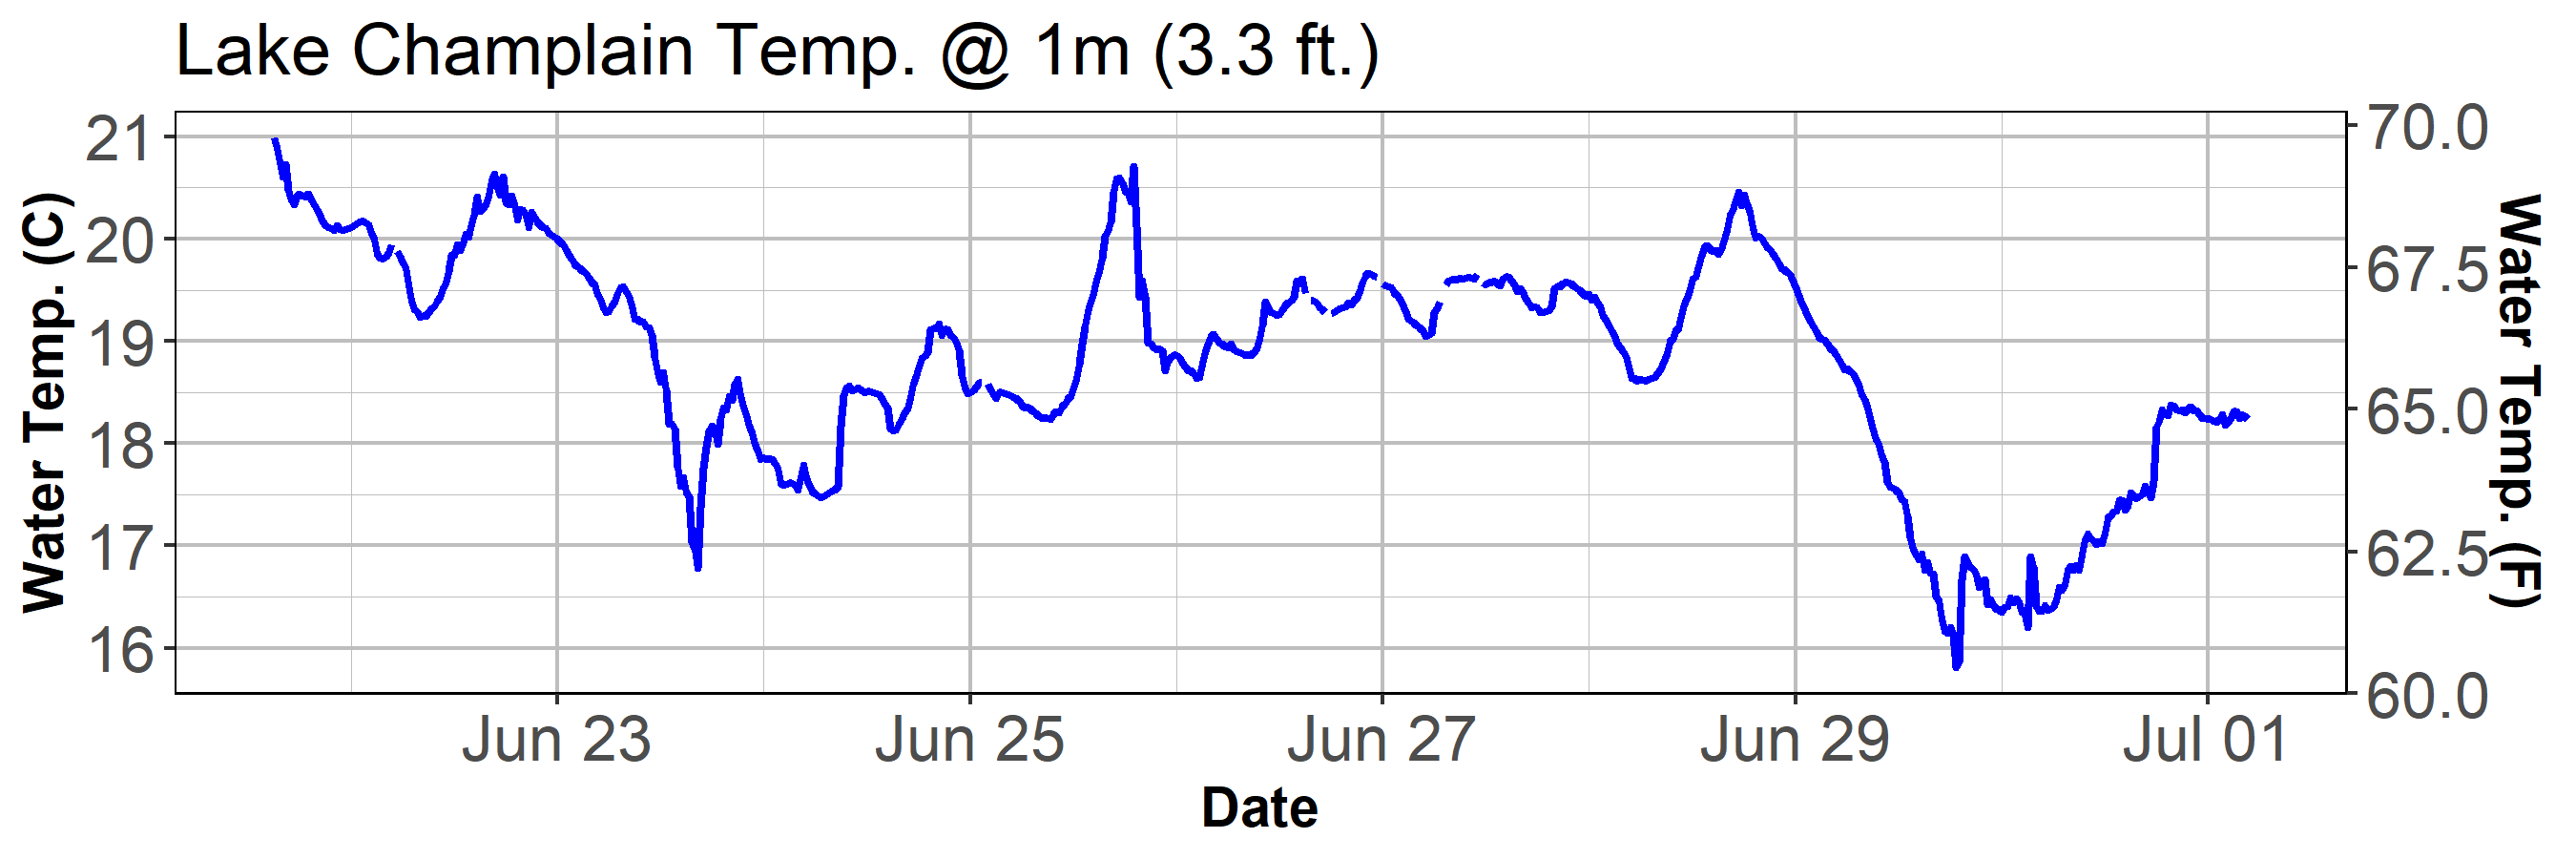 Lake Champlain Temp. @ 1m (3.3 ft.)
Water Temp. (C)
21
20
19
18
17
16
70.0
67.5
65.0
62.5
60.0
Water Temp. (F)
Jun 23
Jun 25
Jun 27
Jun 29
Jul 01
Date